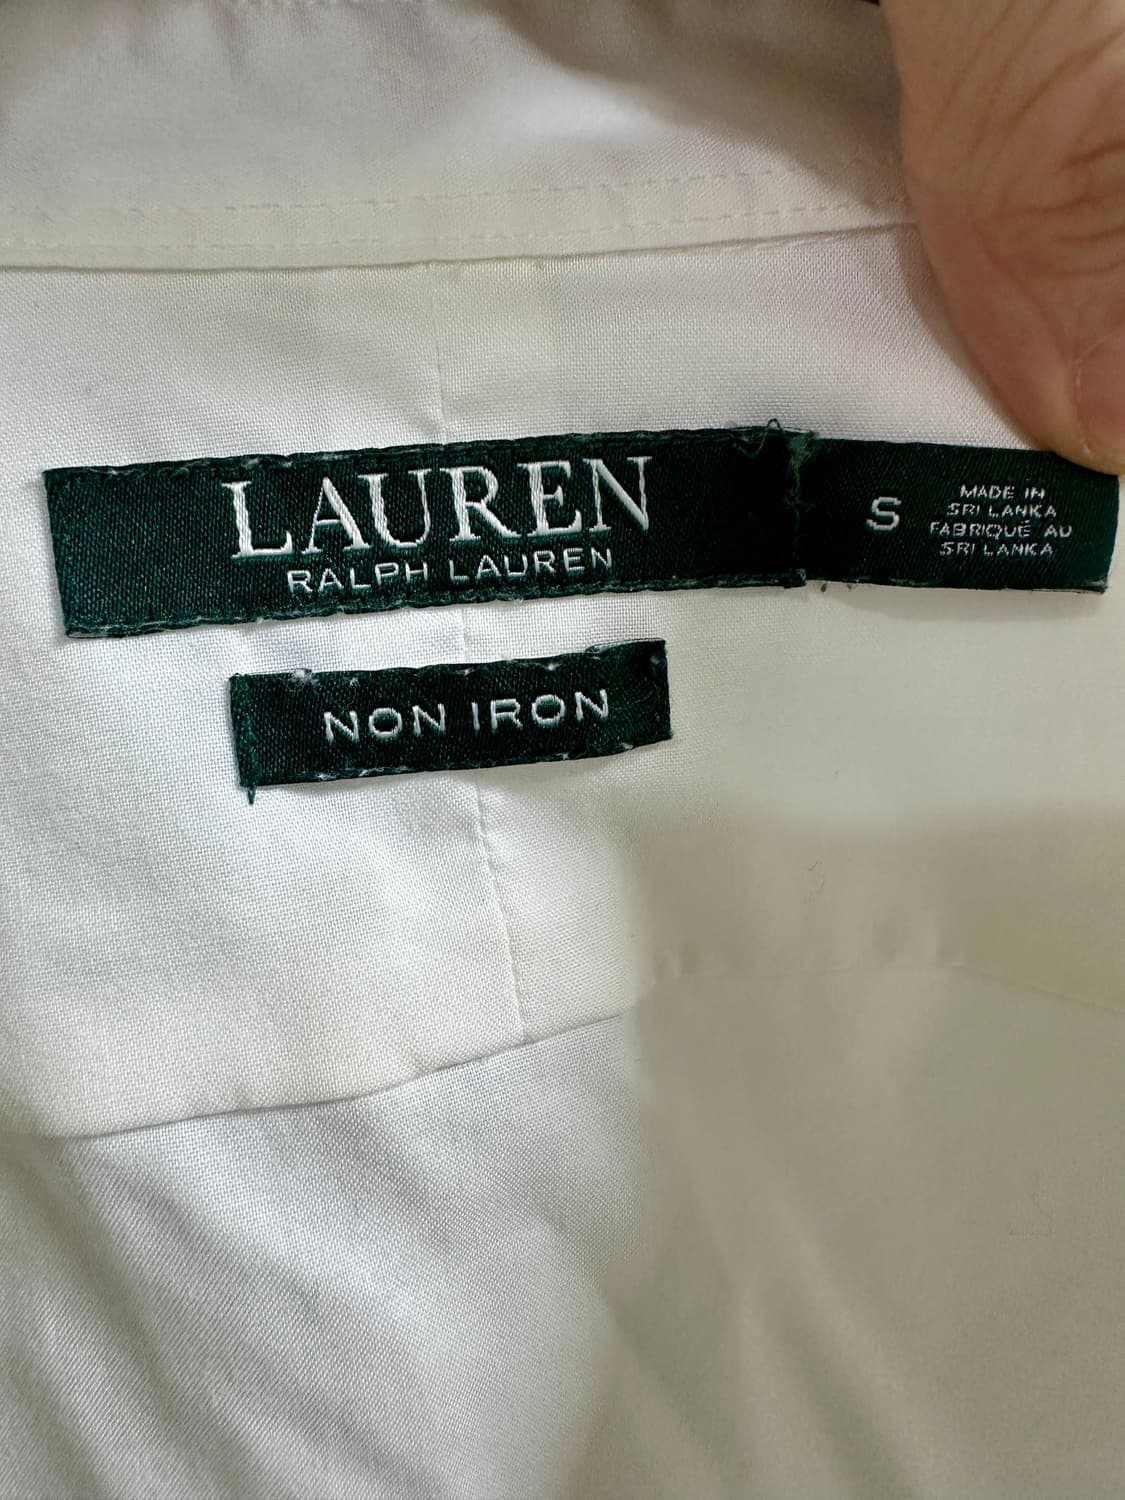 LAUREN
RALPH LAUREN
S
MADE IN
SRI LANKA
FABRIQUÉ AU
SRI LANKA
NON IRON